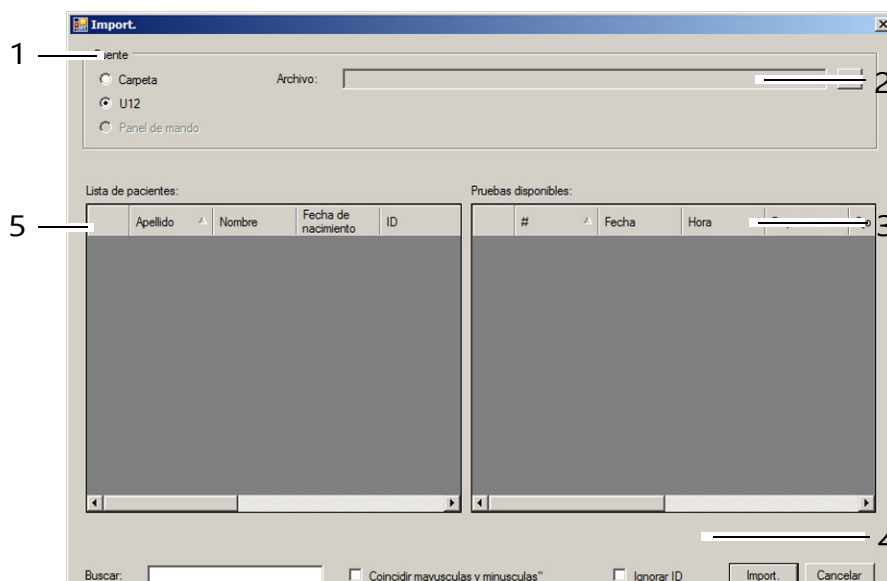 Import.
1
Carpeta
Archivo:
2
U12
Panel de mando
Lista de pacientes:
Pruebas disponibles:
5
Apellido
Nombre
Fecha de nacimiento
ID
#
Fecha
Hora
3
4
Buscar:
Coincidir mayusculas y minusculas"
Ignorar ID
Import.
Cancelar